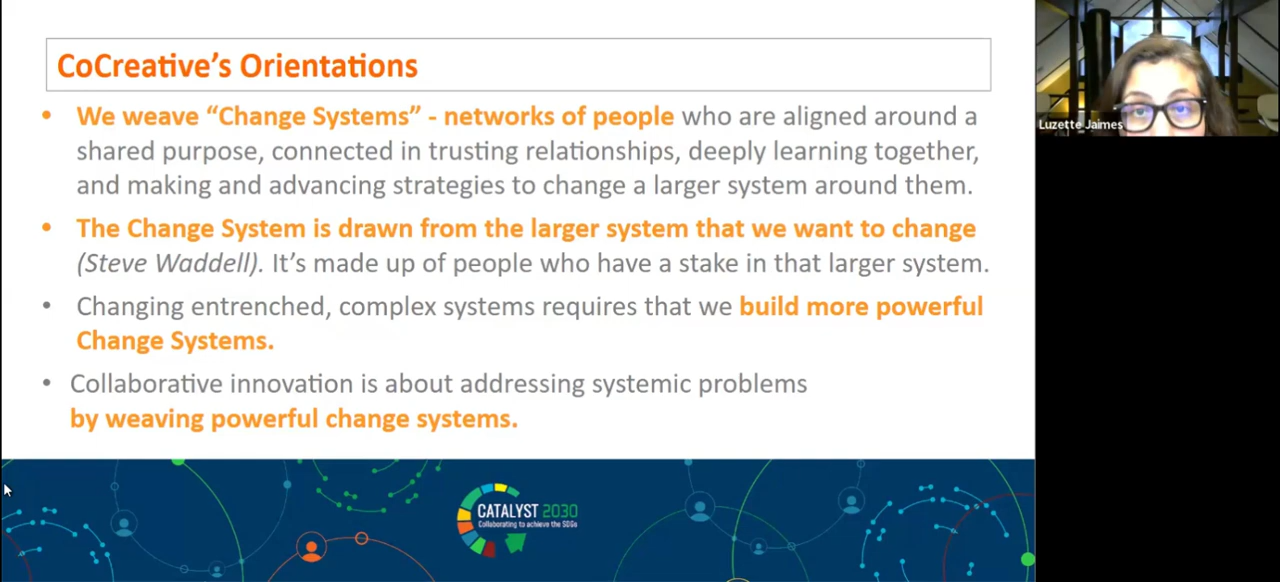 CoCreative's Orientations
• We weave “Change Systems” - networks of people who are aligned around a
shared purpose, connected in trusting relationships, deeply learning together,
and making and advancing strategies to change a larger system around them.
• The Change System is drawn from the larger system that we want to change
(Steve Waddell). It's made up of people who have a stake in that larger system.
• Changing entrenched, complex systems requires that we build more powerful
Change Systems.
• Collaborative innovation is about addressing systemic problems
by weaving powerful change systems.
Luzette Jaimes
CATALYST 2030
Collaborating to achieve the SDGs